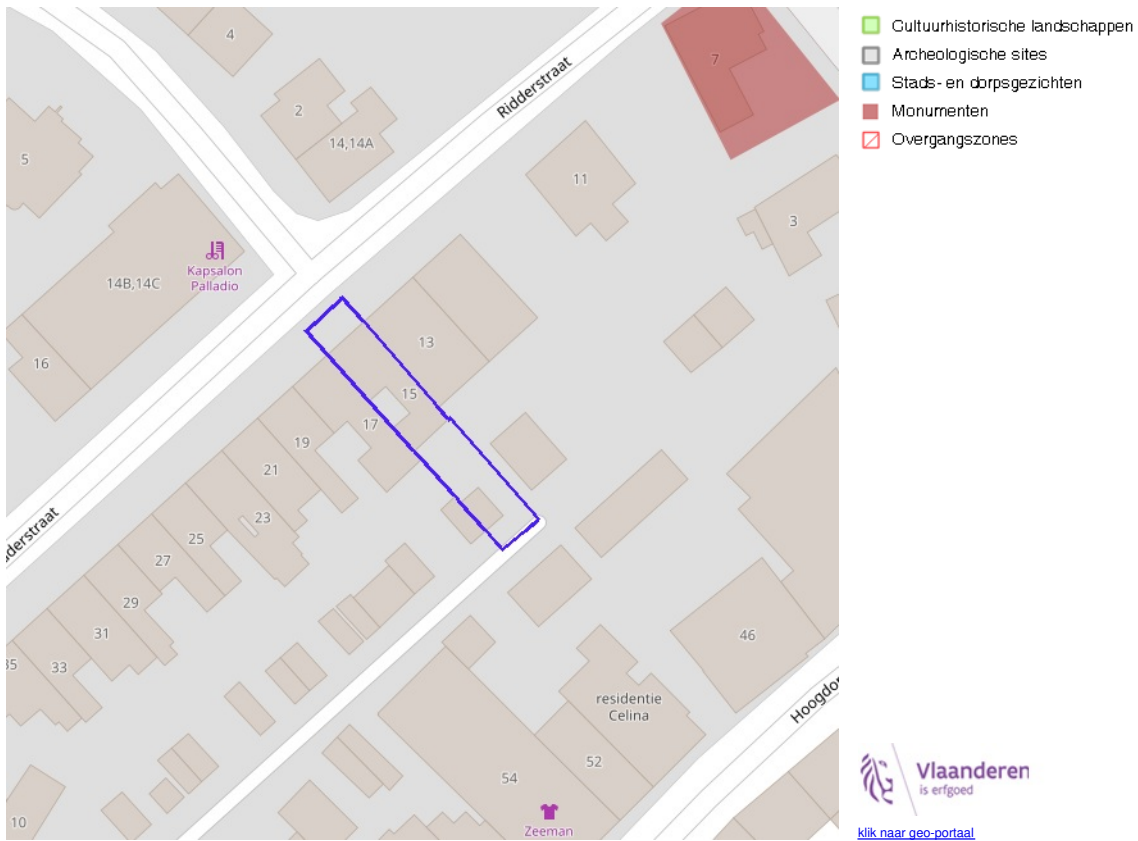 4
Ridderstraat
7
2
14,14A
5
11
3
Kapsalon
Palladio
14B,14C
13
16
15
17
19
21
23
25
dderstraat
27
29
31
35
33
46
residentie
Celina
Hoogdor
52
54
10
Zeeman
Cultuurhistorische landschappen
Archeologische sites
Stads- en dorpsgezichten
Monumenten
Overgangszones
Vlaanderen
is erfgoed
klik naar geo-portaal